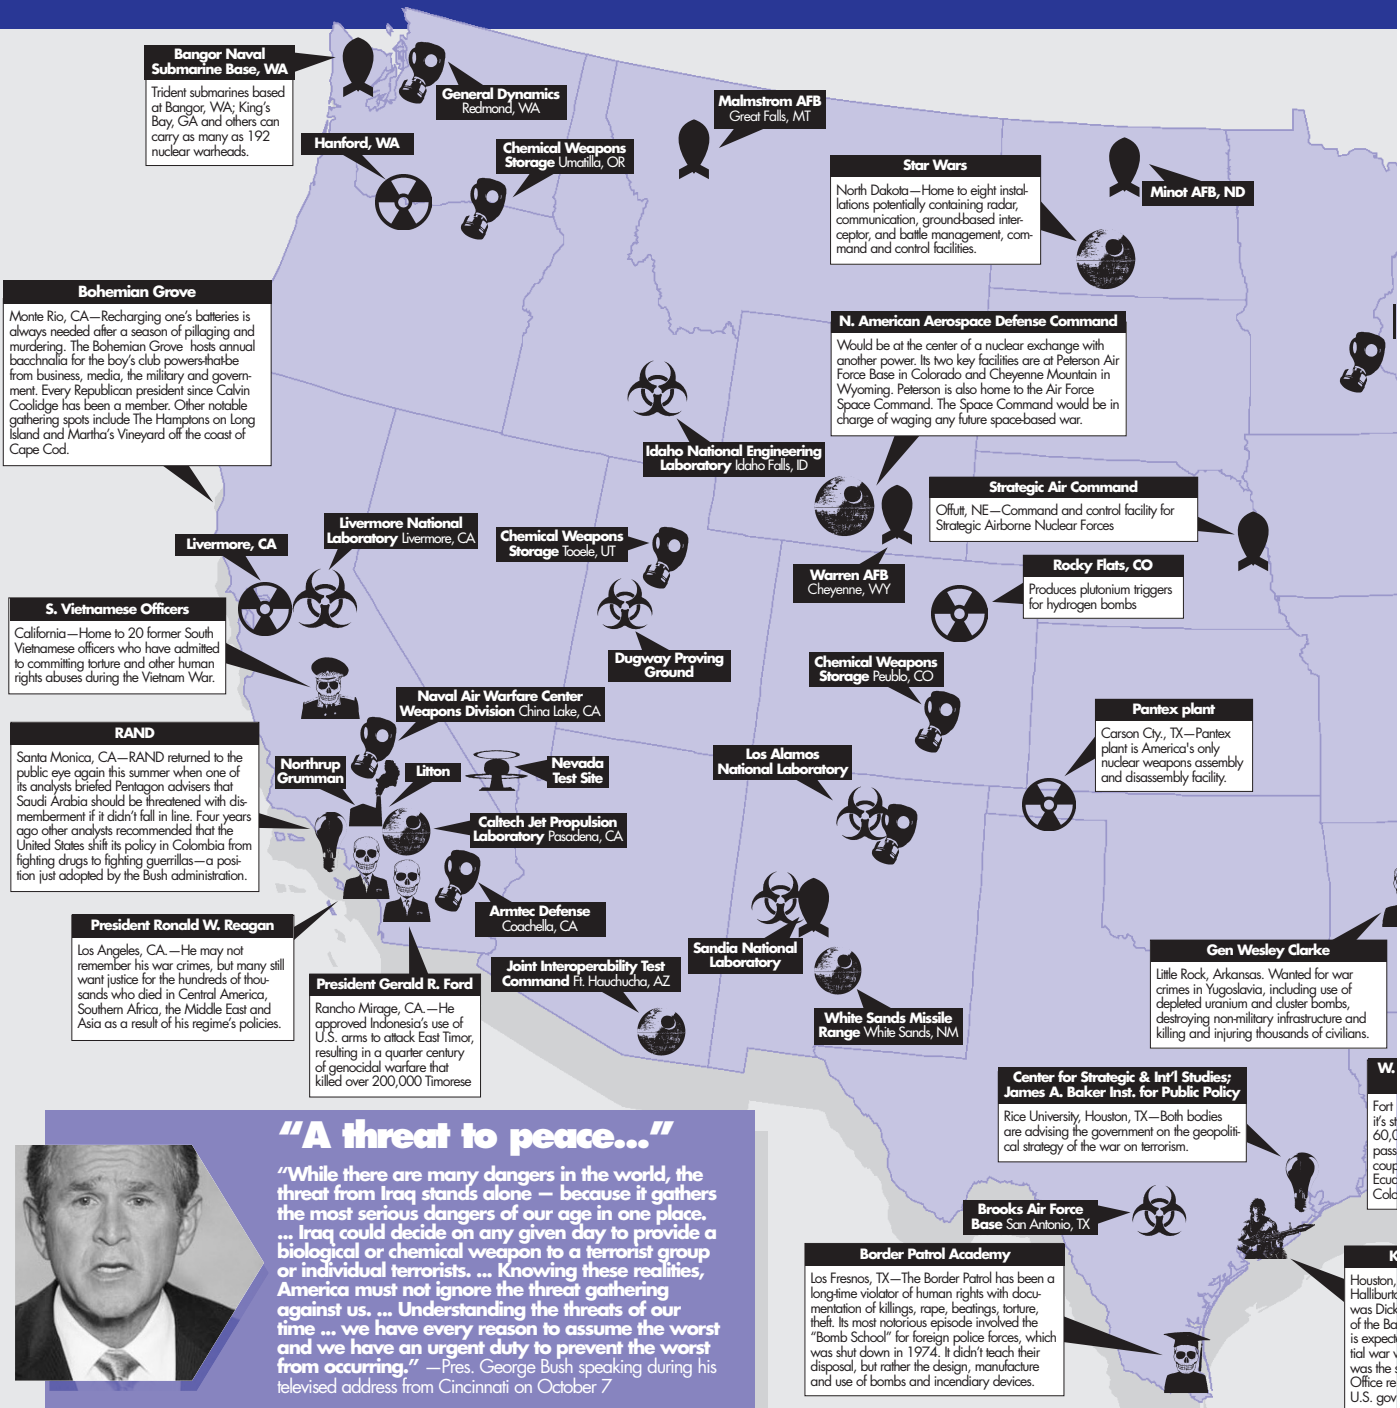 Bangor Naval
Submarine Base, WA
Trident submarines based
at Bangor, WA; King's
Bay, GA and others can
carry as many as 192
nuclear warheads.
General Dynamics
Redmond, WA
Hanford, WA
Chemical Weapons
Storage Umatilla, OR
Malmstrom AFB
Great Falls, MT
Star Wars
North Dakota—Home to eight instal-
lations potentially containing radar,
communication, ground-based inter-
ceptor, and battle management, com-
mand and control facilities.
Minot AFB, ND
Bohemian Grove
Monte Rio, CA—Recharging one's batteries is
always needed after a season of pillaging and
murdering. The Bohemian Grove hosts annual
bacchnalia for the boy's club powers-that-be
from business, media, the military and govern-
ment. Every Republican president since Calvin
Coolidge has been a member. Other notable
gathering spots include The Hamptons on Long
Island and Martha's Vineyard off the coast of
Cape Cod.
N. American Aerospace Defense Command
Would be at the center of a nuclear exchange with
another power. Its two key facilities are at Peterson Air
Force Base in Colorado and Cheyenne Mountain in
Wyoming. Peterson is also home to the Air Force
Space Command. The Space Command would be in
charge of waging any future space-based war.
Idaho National Engineering
Laboratory Idaho Falls, ID
Strategic Air Command
Offutt, NE—Command and control facility for
Strategic Airborne Nuclear Forces
Livermore, CA
Livermore National
Laboratory Livermore, CA
Chemical Weapons
Storage Tooele, UT
Warren AFB
Cheyenne, WY
Rocky Flats, CO
Produces plutonium triggers
for hydrogen bombs
S. Vietnamese Officers
California—Home to 20 former South
Vietnamese officers who have admitted
to committing torture and other human
rights abuses during the Vietnam War.
Dugway Proving
Ground
Chemical Weapons
Storage Peublo, CO
Naval Air Warfare Center
Weapons Division China Lake, CA
Pantex plant
Carson Cty., TX—Pantex
plant is America's only
nuclear weapons assembly
and disassembly facility.
RAND
Santa Monica, CA—RAND returned to the
public eye again this summer when one of
its analysts briefed Pentagon advisers that
Saudi Arabia should be threatened with dis-
memberment if it didn't fall in line. Four years
ago other analysts recommended that the
United States shift its policy in Colombia from
fighting drugs to fighting guerrillas—a posi-
tion just adopted by the Bush administration.
Northrup
Grumman
Litton
Nevada
Test Site
Los Alamos
National Laboratory
Caltech Jet Propulsion
Laboratory Pasadena, CA
Armtec Defense
Coachella, CA
President Ronald W. Reagan
Los Angeles, CA.—He may not
remember his war crimes, but many still
want justice for the hundreds of thou-
sands who died in Central America,
Southern Africa, the Middle East and
Asia as a result of his regime's policies.
President Gerald R. Ford
Rancho Mirage, CA.—He
approved Indonesia's use of
U.S. arms to attack East Timor,
resulting in a quarter century
of genocidal warfare that
killed over 200,000 Timorese
Joint Interoperability Test
Command Ft. Hauchucha, AZ
Sandia National
Laboratory
White Sands Missile
Range White Sands, NM
Gen Wesley Clarke
Little Rock, Arkansas. Wanted for war
crimes in Yugoslavia, including use of
depleted uranium and cluster bombs,
destroying non-military infrastructure and
killing and injuring thousands of civilians.
Center for Strategic & Int'l Studies;
James A. Baker Inst. for Public Policy
Rice University, Houston, TX—Both bodies
are advising the government on the geopoliti-
cal strategy of the war on terrorism.
W.
Fort
it's st
60,0
pass
coup
Ecua
Colo
Brooks Air Force
Base San Antonio, TX
Border Patrol Academy
Los Fresnos, TX—The Border Patrol has been a
long-time violator of human rights with docu-
mentation of killings, rape, beatings, torture,
theft. Its most notorious episode involved the
"Bomb School" for foreign police forces, which
was shut down in 1974. It didn't teach their
disposal, but rather the design, manufacture
and use of bombs and incendiary devices.
K
Houston,
Halliburto
was Dick
of the Ba
is expect
tial war v
was the s
Office re
U.S. gov
"A threat to peace..."
"While there are many dangers in the world, the
threat from Iraq stands alone — because it gathers
the most serious dangers of our age in one place.
... Iraq could decide on any given day to provide a
biological or chemical weapon to a terrorist group
or individual terrorists. ... Knowing these realities,
America must not ignore the threat gathering
against us. ... Understanding the threats of our
time ... we have every reason to assume the worst
and we have an urgent duty to prevent the worst
from occurring." —Pres. George Bush speaking during his
televised address from Cincinnati on October 7